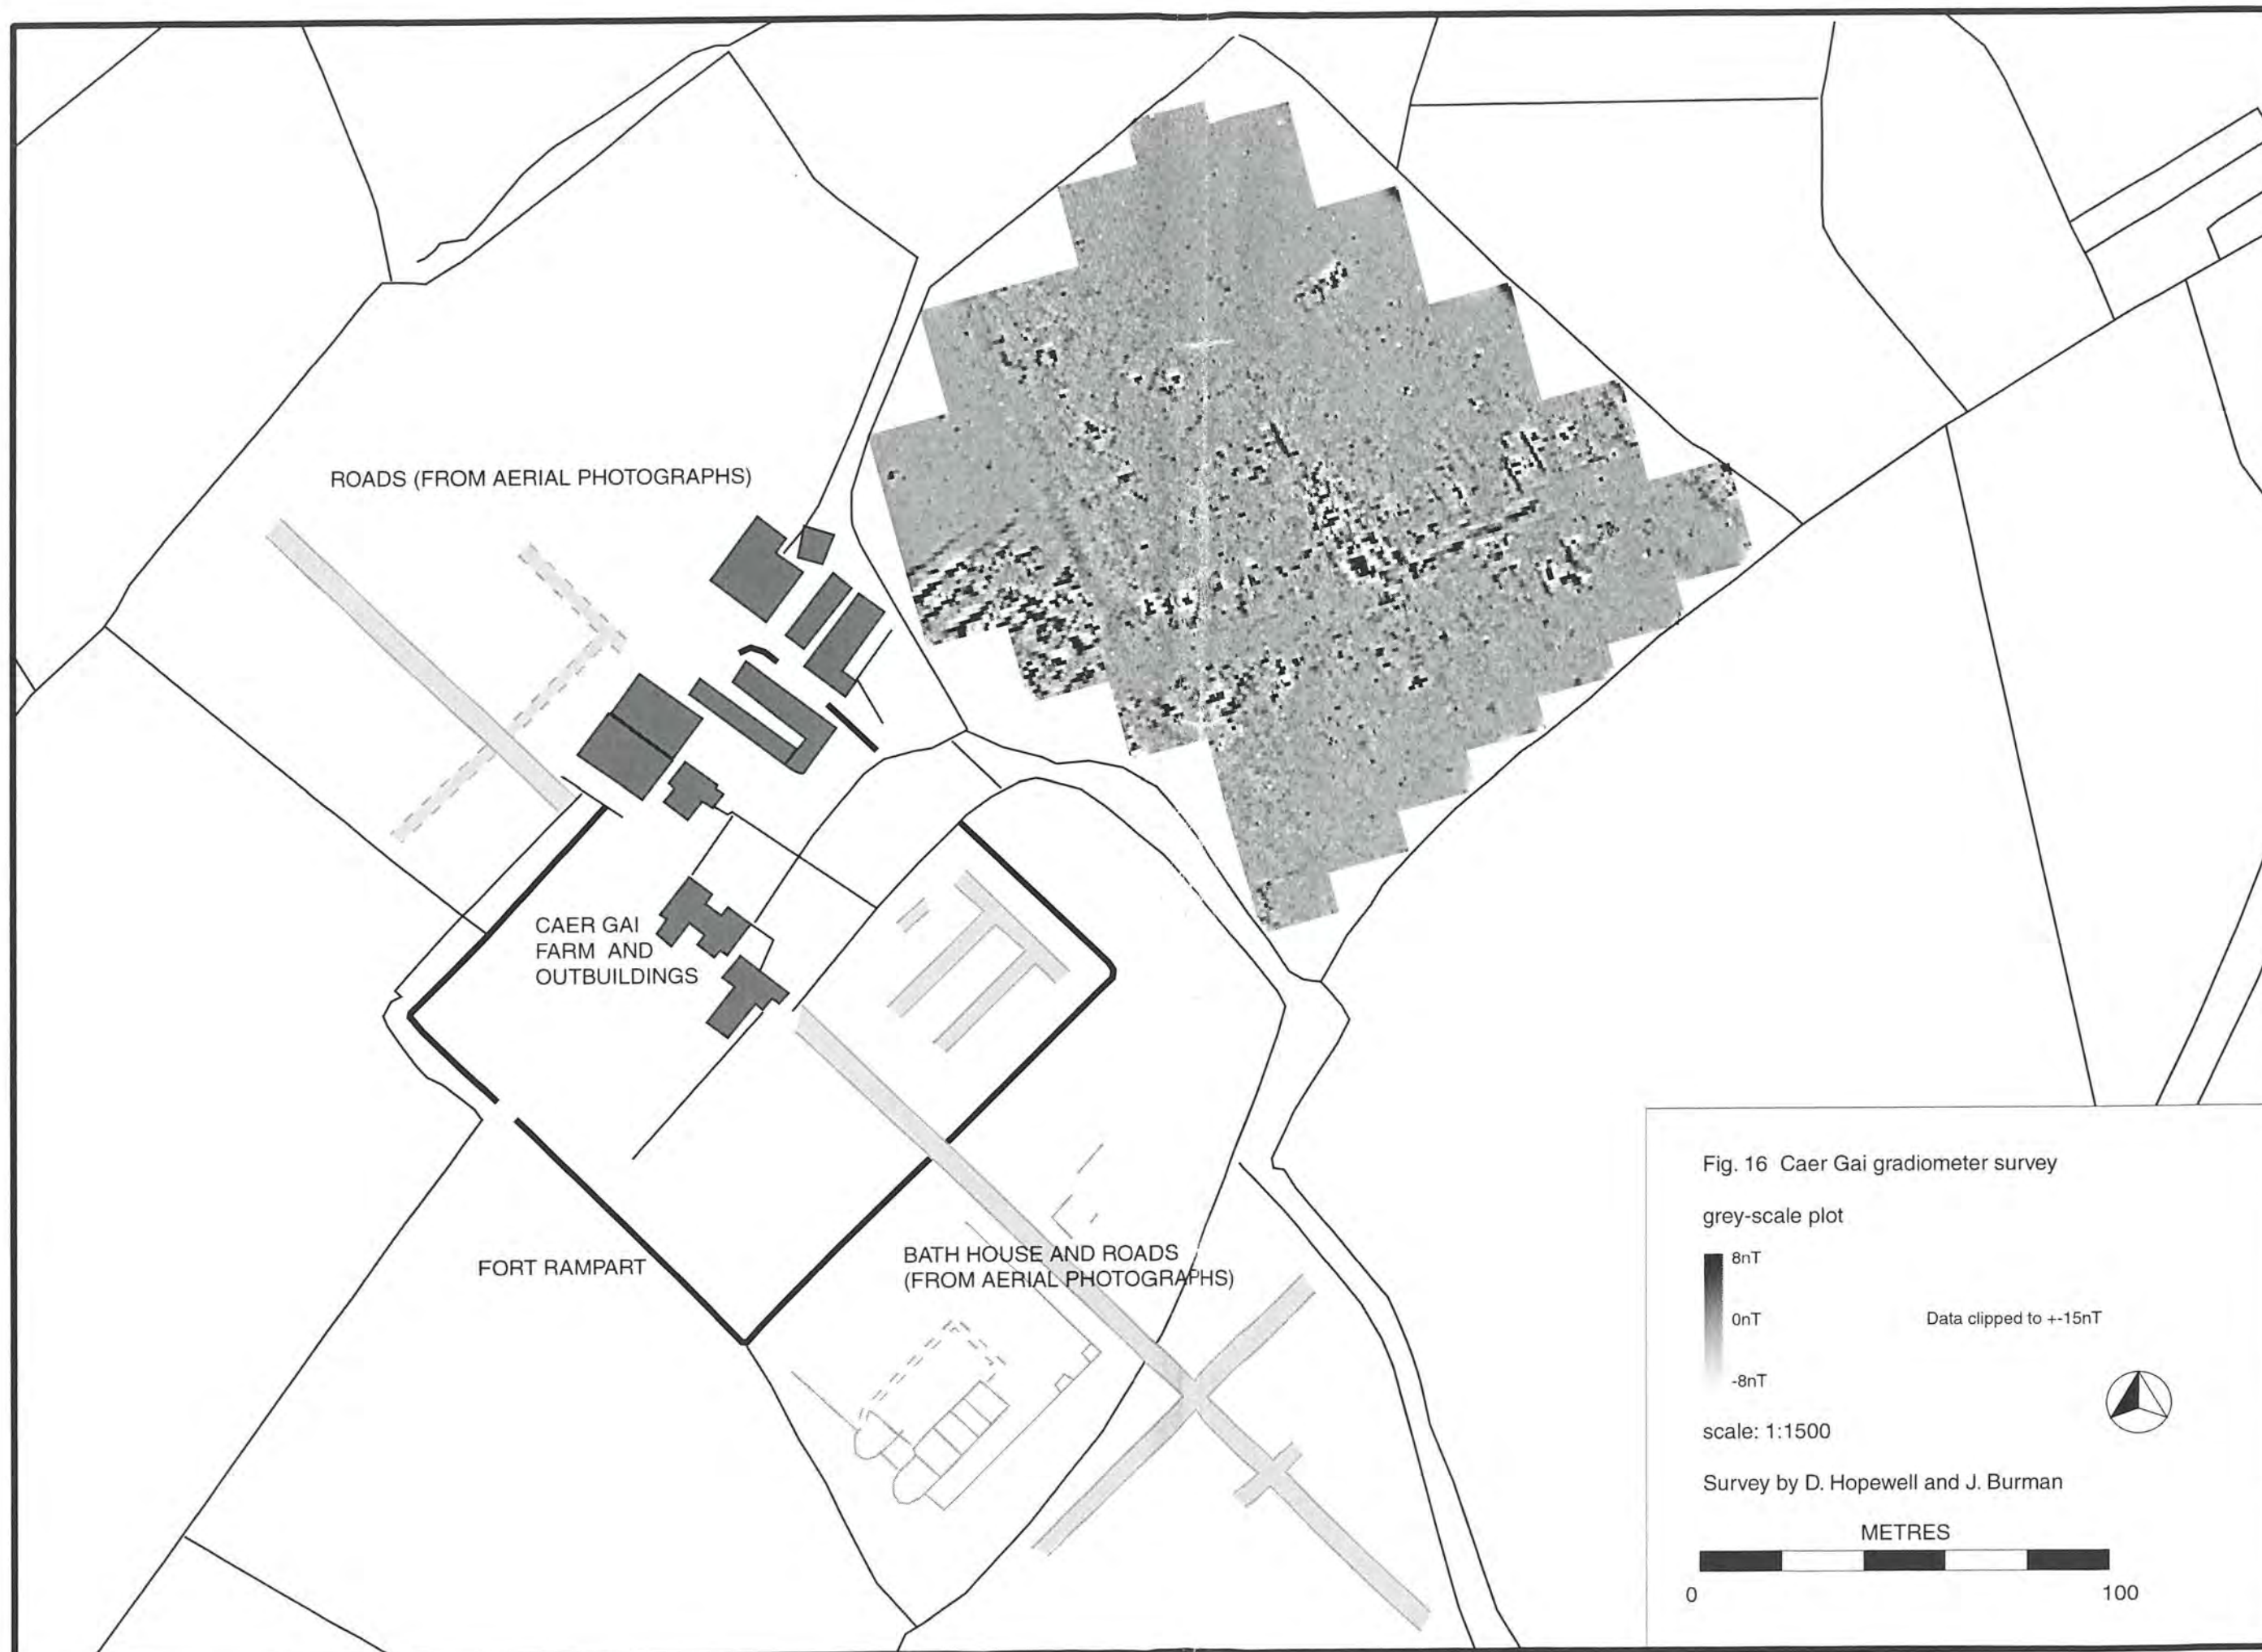 ROADS (FROM AERIAL PHOTOGRAPHS)
CAER GAI
FARM AND
OUTBUILDINGS
FORT RAMPART
BATH HOUSE AND ROADS
(FROM AERIAL PHOTOGRAPHS)
Fig. 16 Caer Gai gradiometer survey
grey-scale plot
8nT
0nT
-8nT
Data clipped to +-15nT
scale: 1:1500
Survey by D. Hopewell and J. Burman
METRES
0
100